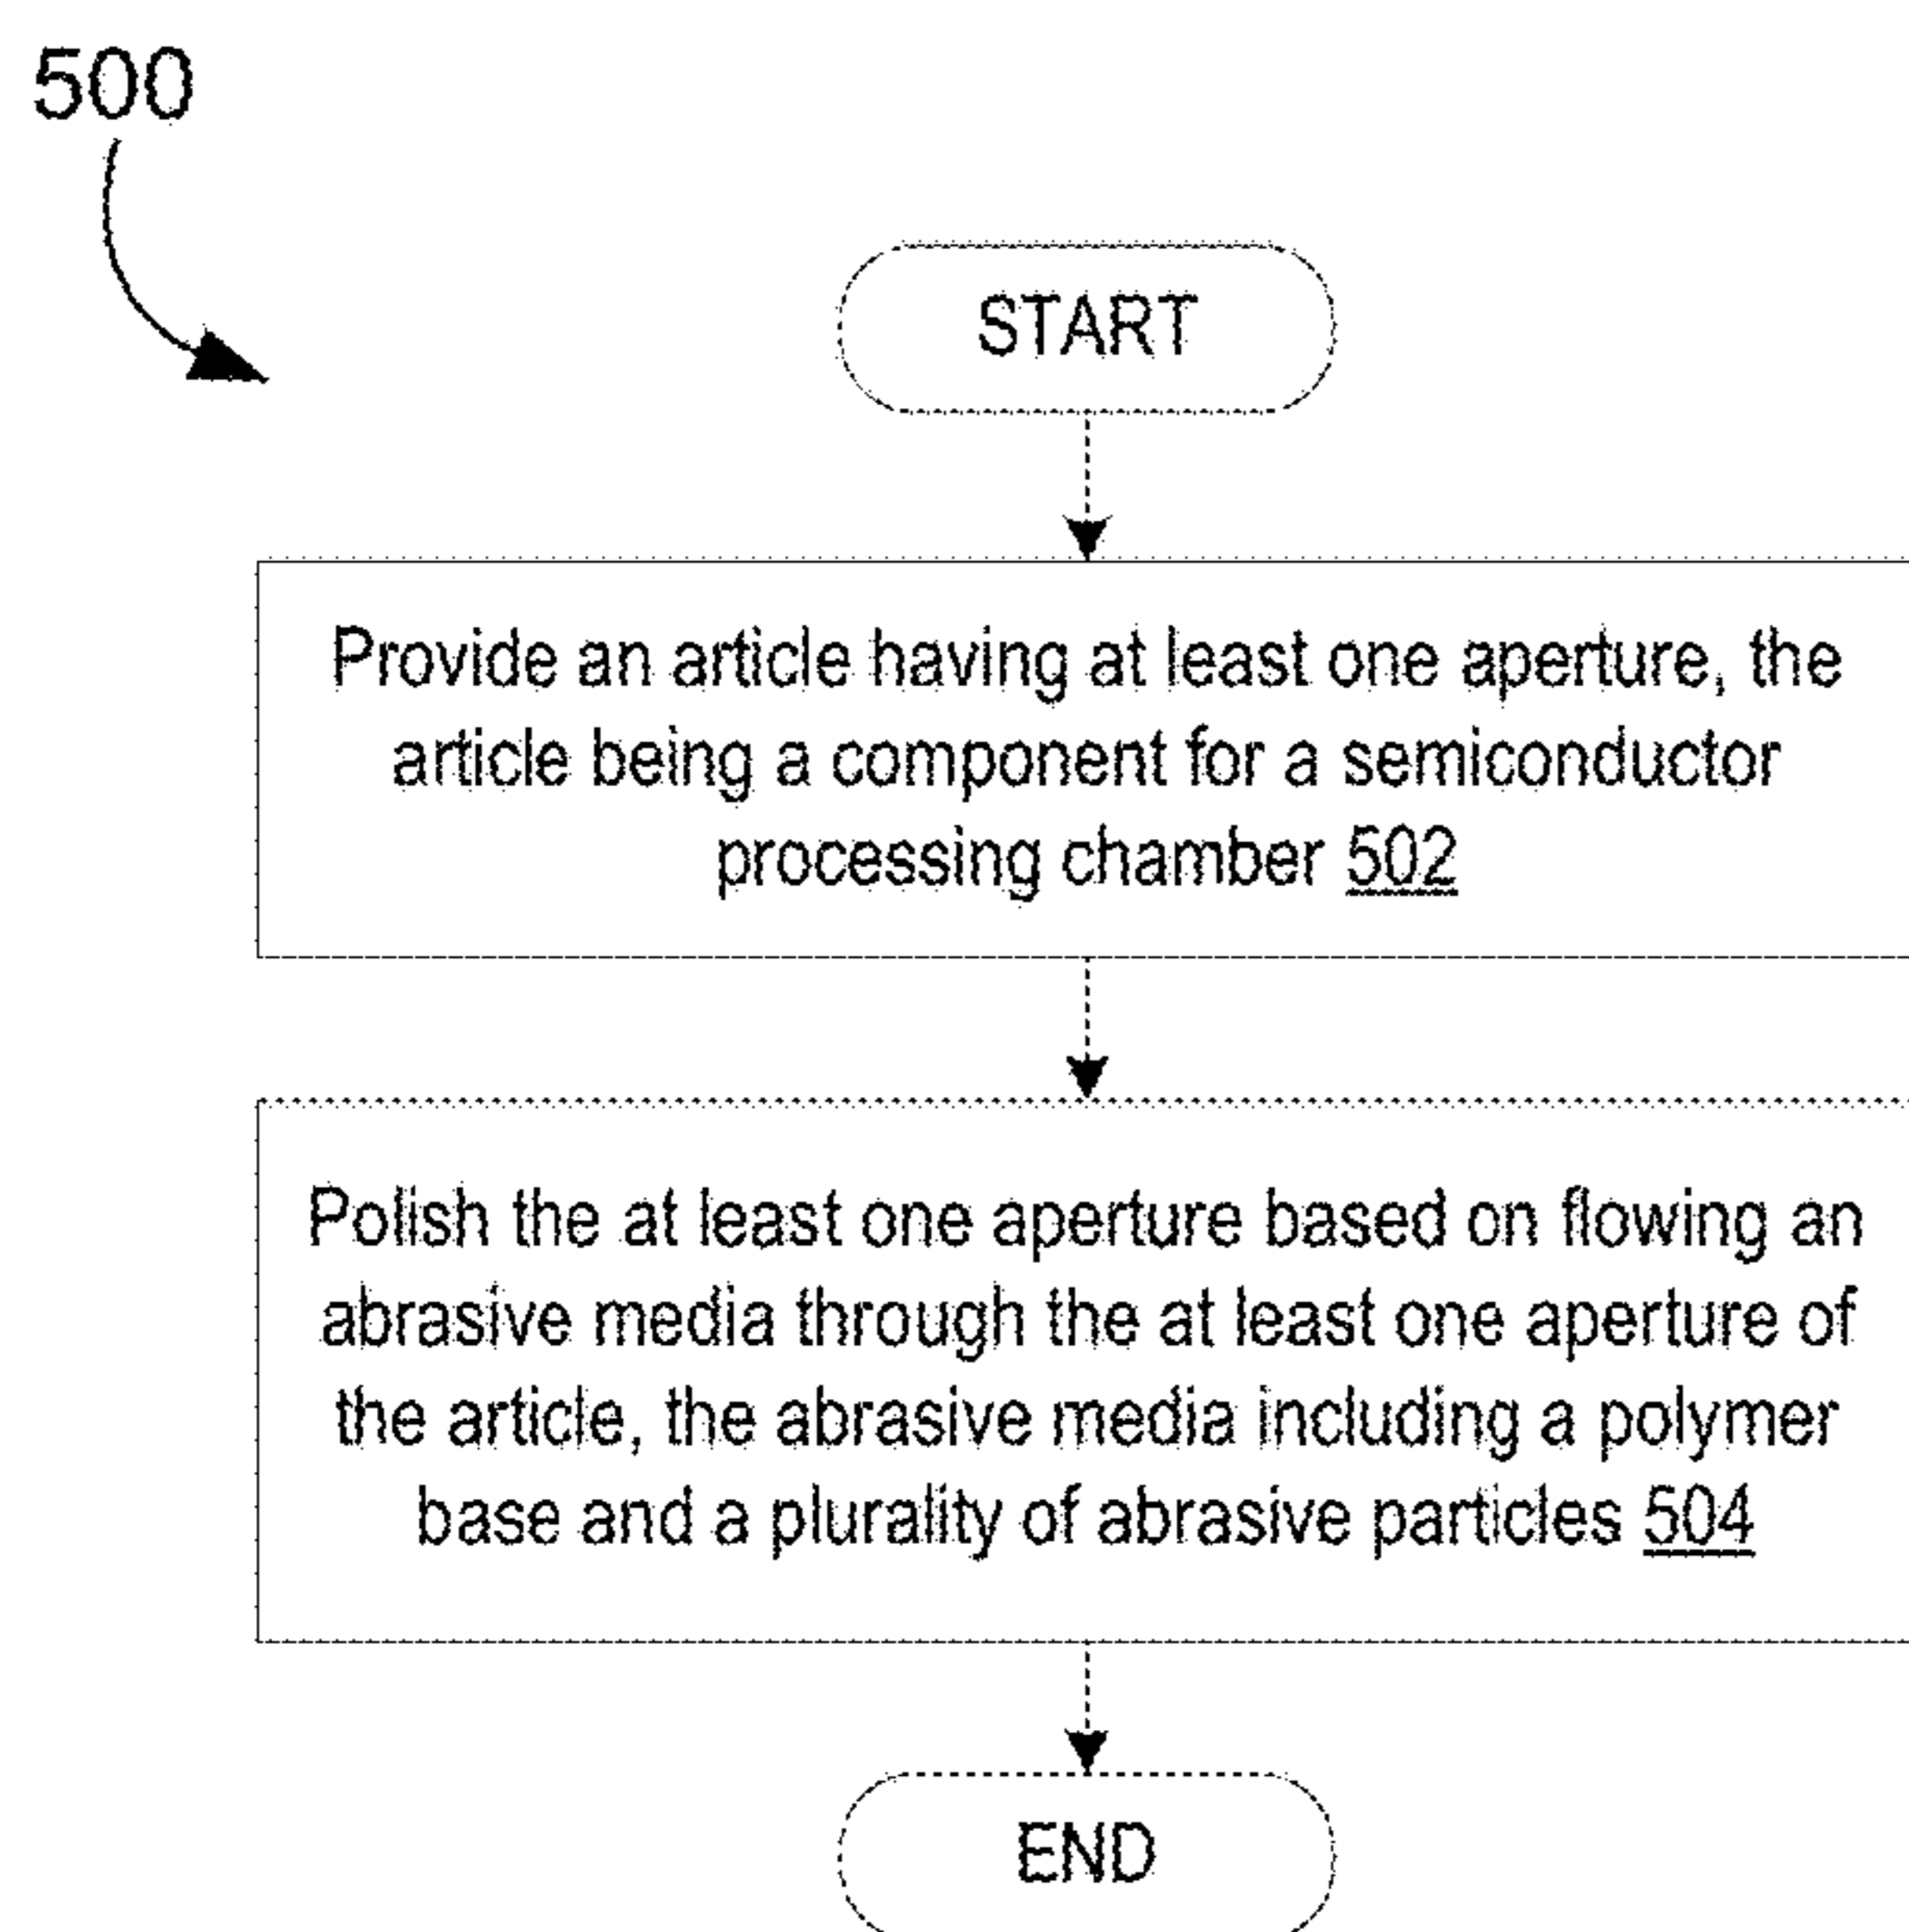 500
START
Provide an article having at least one aperture, the
article being a component for a semiconductor
processing chamber 502
Polish the at least one aperture based on flowing an
abrasive media through the at least one aperture of
the article, the abrasive media including a polymer
base and a plurality of abrasive particles 504
END